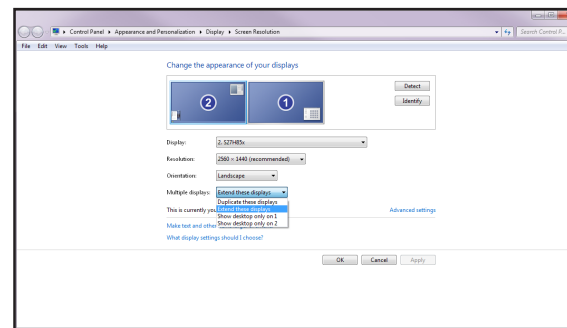 Control Panel ▸ Appearance and Personalization ▸ Display ▸ Screen Resolution
Search Control P...
File Edit View Tools Help
Change the appearance of your displays
2 1
Detect
Identify
Display: 2. S27H85x
Resolution: 2560 × 1440 (recommended)
Orientation: Landscape
Multiple displays: Extend these displays
Duplicate these displays
Extend these displays
Show desktop only on 1
Show desktop only on 2
This is currently you
Advanced settings
Make text and other
What display settings should I choose?
OK Cancel Apply